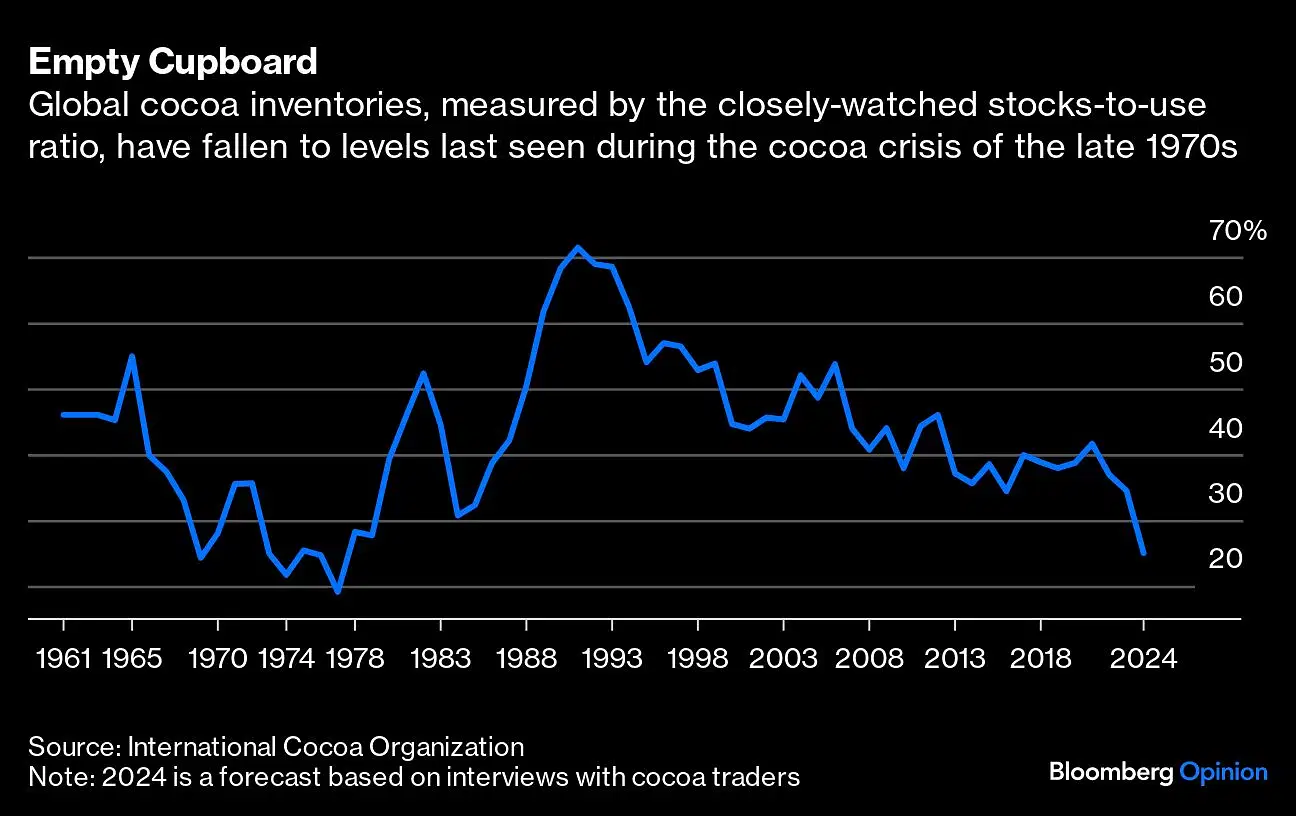 Empty Cupboard
Global cocoa inventories, measured by the closely-watched stocks-to-use
ratio, have fallen to levels last seen during the cocoa crisis of the late 1970s
70%
60
50
40
30
20
1961 1965 1970 1974 1978 1983 1988 1993 1998 2003 2008 2013 2018 2024
Source: International Cocoa Organization
Note: 2024 is a forecast based on interviews with cocoa traders
Bloomberg Opinion